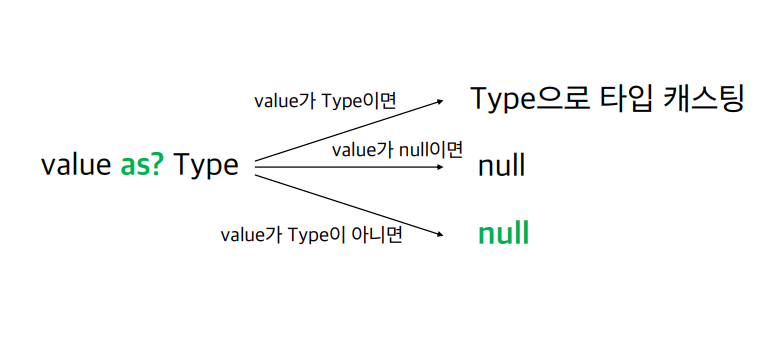 value가 Type이면
Type으로 타입 캐스팅
value as? Type
value가 null이면
null
value가 Type이 아니면
null